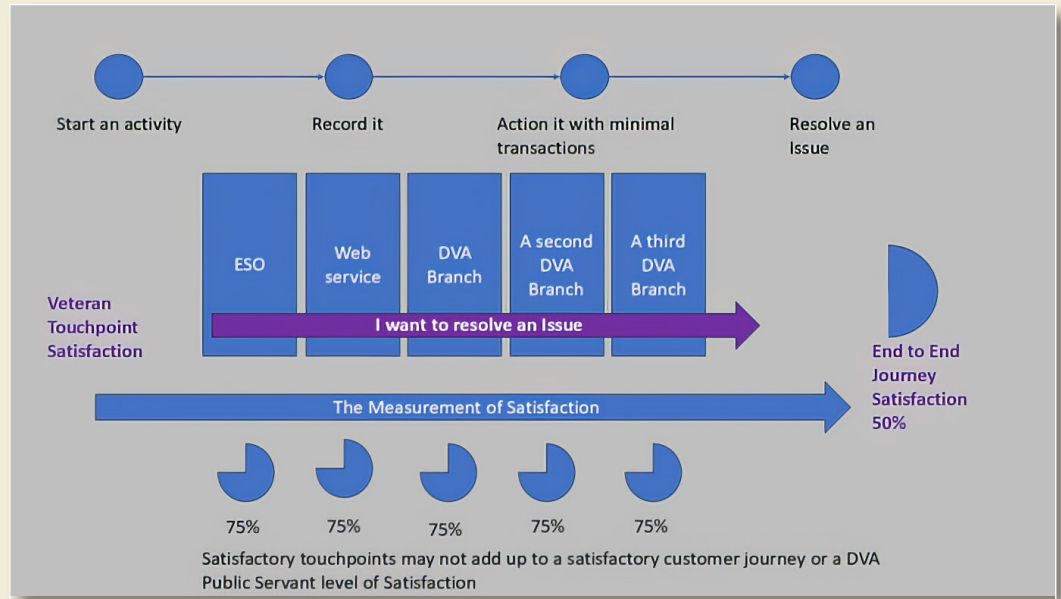 Start an activity
Record it
Action it with minimal
transactions
Resolve an
Issue
ESO
Web
service
DVA
Branch
A second
DVA
Branch
A third
DVA
Branch
Veteran
Touchpoint
Satisfaction
I want to resolve an Issue
End to End
Journey
Satisfaction
50%
The Measurement of Satisfaction
75%
75%
75%
75%
75%
Satisfactory touchpoints may not add up to a satisfactory customer journey or a DVA
Public Servant level of Satisfaction